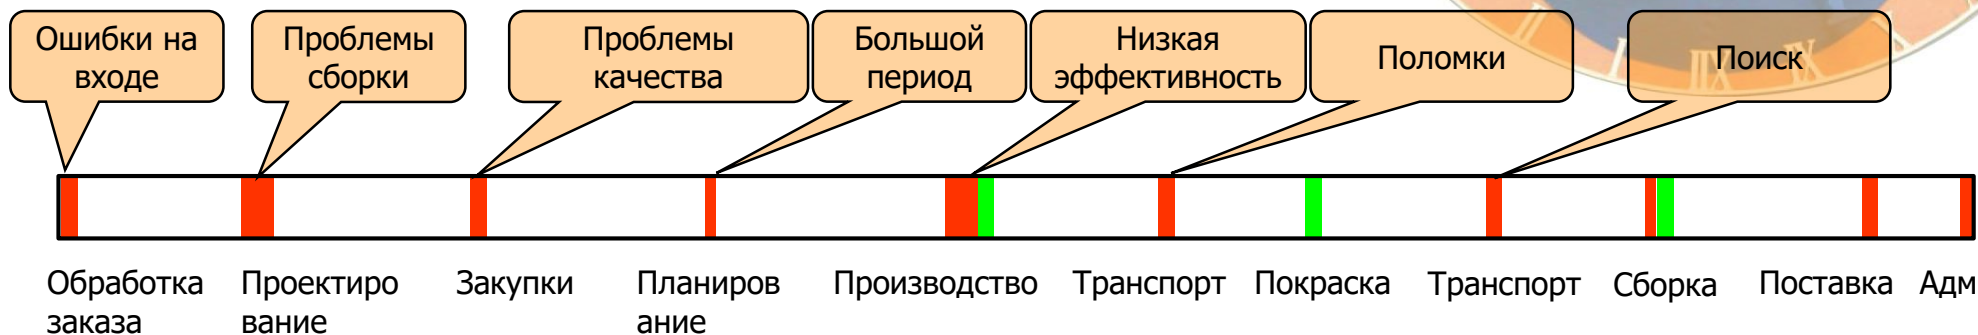 Ошибки на
входе
Проблемы
сборки
Проблемы
качества
Большой
период
Низкая
эффективность
Поломки
Поиск
IX
Обработка
заказа
Проектиро
вание
Закупки
Планиров
ание
Производство
Транспорт
Покраска
Транспорт
Сборка
Поставка
Адм